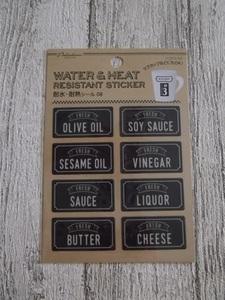 WATER & HEAT
RESISTANT STICKER
耐水・耐熱シール 08
FRESH
OLIVE OIL
FRESH
SOY SAUCE
FRESH
SESAME OIL
FRESH
VINEGAR
FRESH
SAUCE
FRESH
LIQUOR
FRESH
BUTTER
FRESH
CHEESE